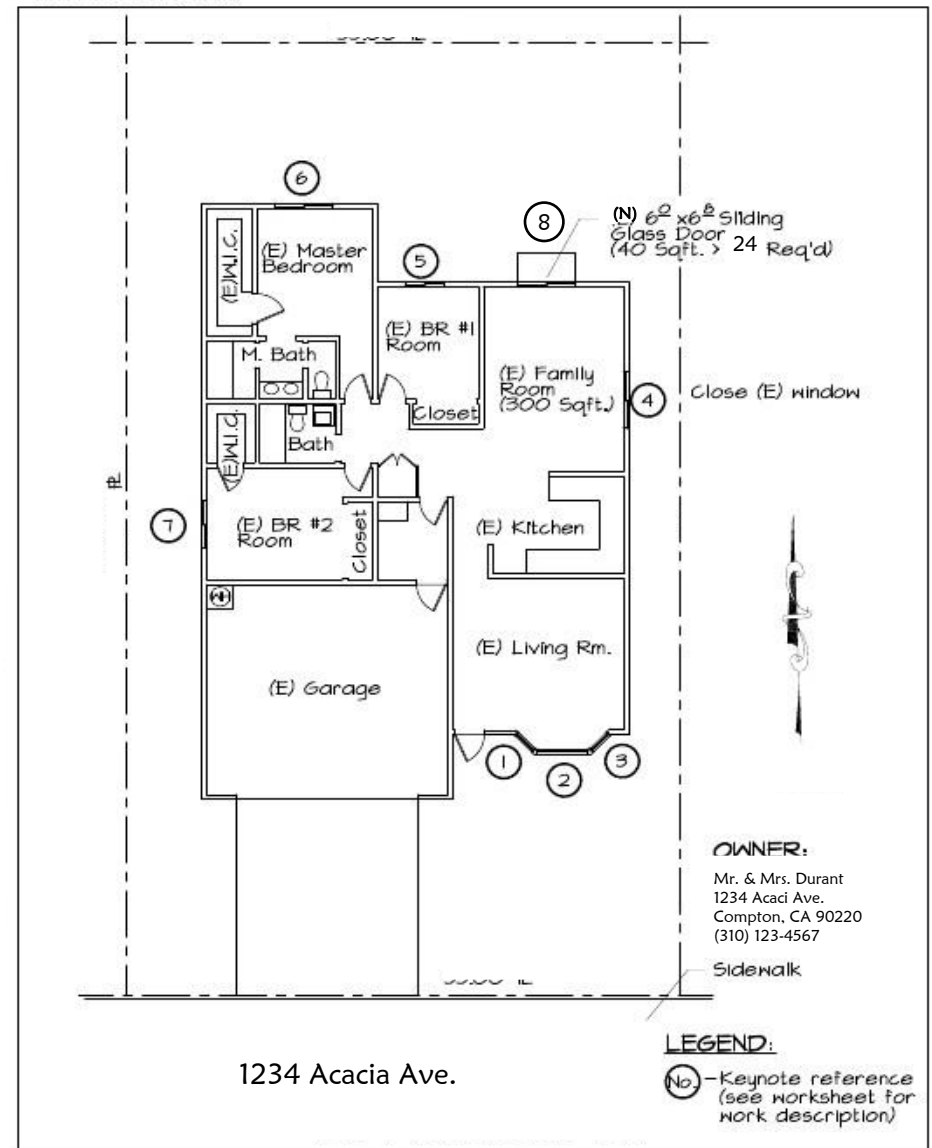 6
8
(N) 6⁰ x6⁸ Sliding
Glass Door
(40 Sqft. > 24 Req'd)
(E) Master
Bedroom
(E)W.I.C.
5
(E) BR #1
Room
M. Bath
(E) Family
Room
(300 Sqft.)
4
Close (E) window
Closet
(E)W.I.C.
Bath
PL
7
(E) BR #2
Room
Closet
(E) Kitchen
WH
(E) Living Rm.
(E) Garage
1
2
3
OWNER:
Mr. & Mrs. Durant
1234 Acaci Ave.
Compton, CA 90220
(310) 123-4567
Sidewalk
1234 Acacia Ave.
LEGEND:
No. - Keynote reference
(see worksheet for
work description)